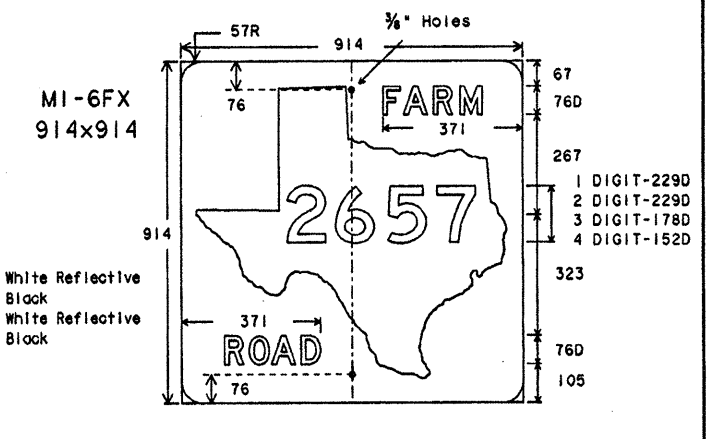 57R
914
⅜" Holes
MI-6FX
914x914
76
FARM
371
67
76D
267
1 DIGIT-229D
2 DIGIT-229D
3 DIGIT-178D
4 DIGIT-152D
2657
914
323
White Reflective
Black
White Reflective
Black
371
ROAD
76
76D
105